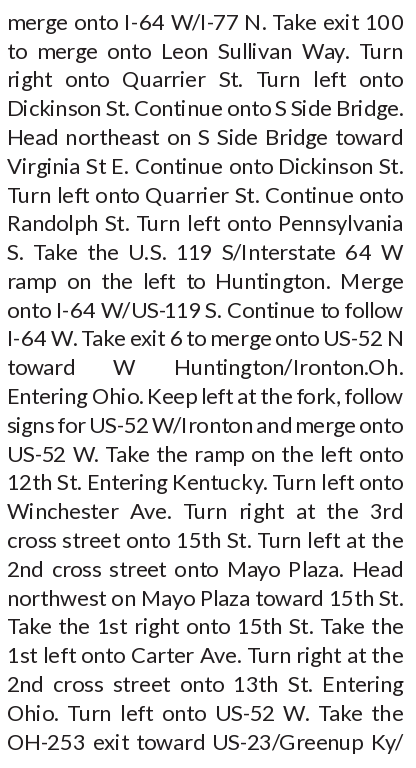 merge onto I-64 W/I-77 N. Take exit 100
to merge onto Leon Sullivan Way. Turn
right onto Quarrier St. Turn left onto
Dickinson St. Continue onto S Side Bridge.
Head northeast on S Side Bridge toward
Virginia St E. Continue onto Dickinson St.
Turn left onto Quarrier St. Continue onto
Randolph St. Turn left onto Pennsylvania
S. Take the U.S. 119 S/Interstate 64 W
ramp on the left to Huntington. Merge
onto I-64 W/US-119 S. Continue to follow
I-64 W. Take exit 6 to merge onto US-52 N
toward W Huntington/Ironton.Oh.
Entering Ohio. Keep left at the fork, follow
signs for US-52 W/Ironton and merge onto
US-52 W. Take the ramp on the left onto
12th St. Entering Kentucky. Turn left onto
Winchester Ave. Turn right at the 3rd
cross street onto 15th St. Turn left at the
2nd cross street onto Mayo Plaza. Head
northwest on Mayo Plaza toward 15th St.
Take the 1st right onto 15th St. Take the
1st left onto Carter Ave. Turn right at the
2nd cross street onto 13th St. Entering
Ohio. Turn left onto US-52 W. Take the
OH-253 exit toward US-23/Greenup Ky/